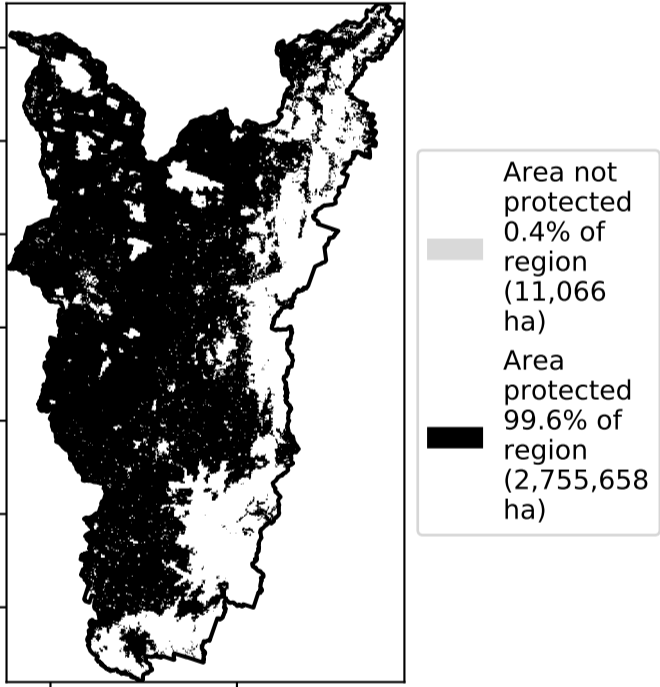 Area not
protected
0.4% of
region
(11,066
ha)
Area
protected
99.6% of
region
(2,755,658
ha)